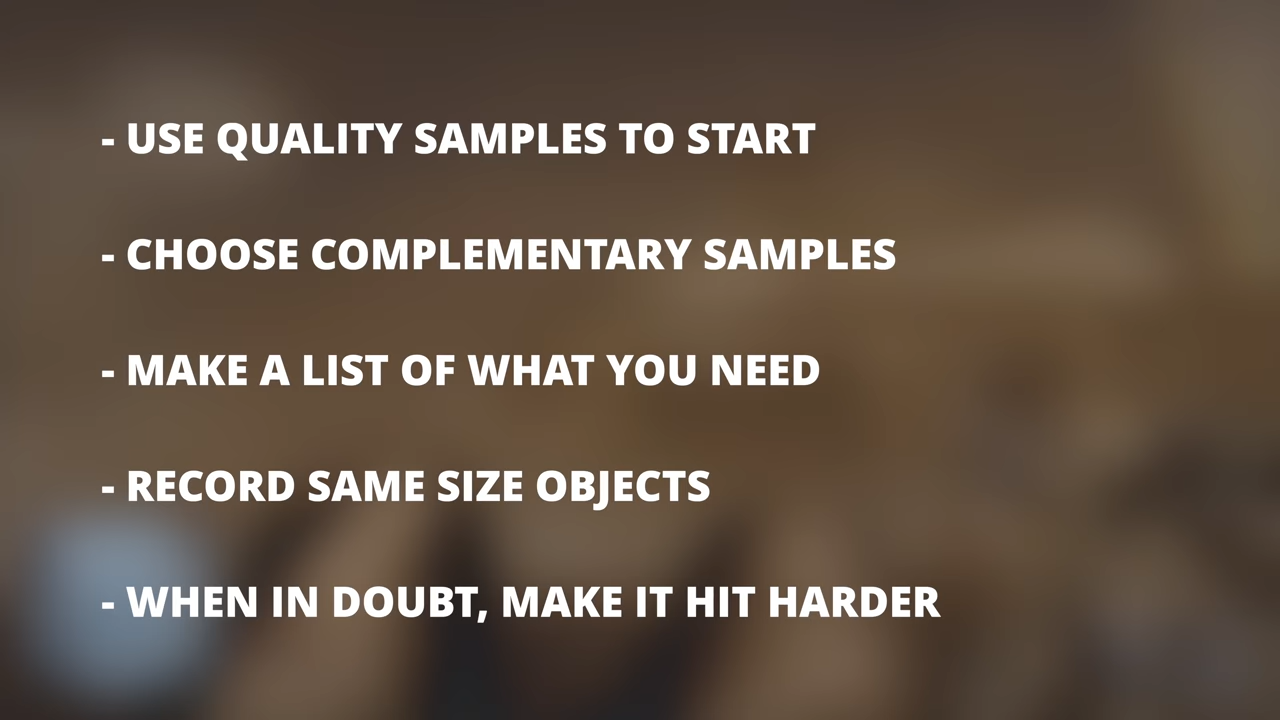 - USE QUALITY SAMPLES TO START
- CHOOSE COMPLEMENTARY SAMPLES
- MAKE A LIST OF WHAT YOU NEED
- RECORD SAME SIZE OBJECTS
- WHEN IN DOUBT, MAKE IT HIT HARDER